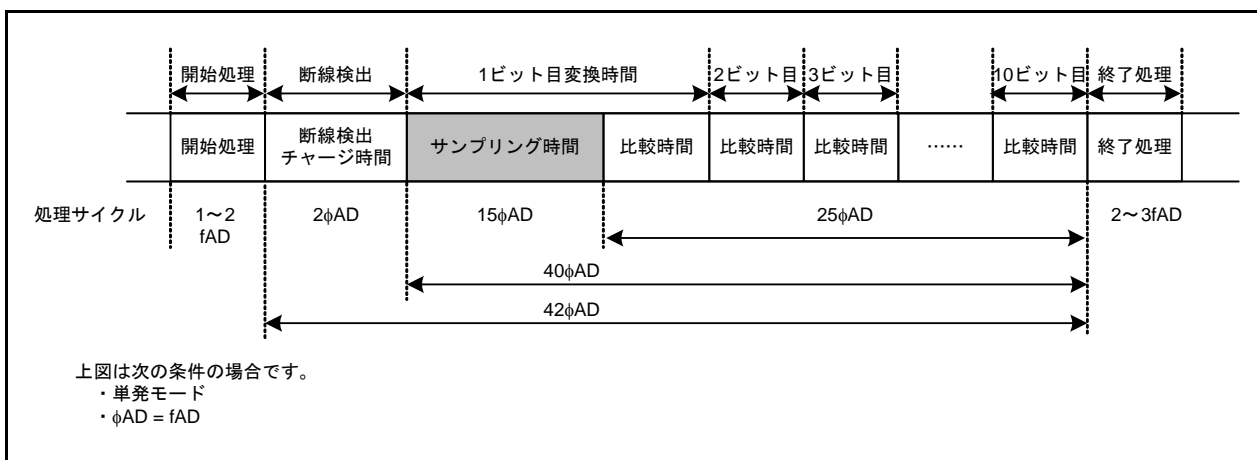 開始処理 断線検出 1ビット目変換時間 2ビット目 3ビット目 10ビット目 終了処理
開始処理 断線検出チャージ時間 サンプリング時間 比較時間 比較時間 比較時間 …… 比較時間 終了処理
処理サイクル 1～2 fAD 2φAD 15φAD 25φAD 2～3fAD
40φAD
42φAD
上図は次の条件の場合です。
・単発モード
・φAD = fAD